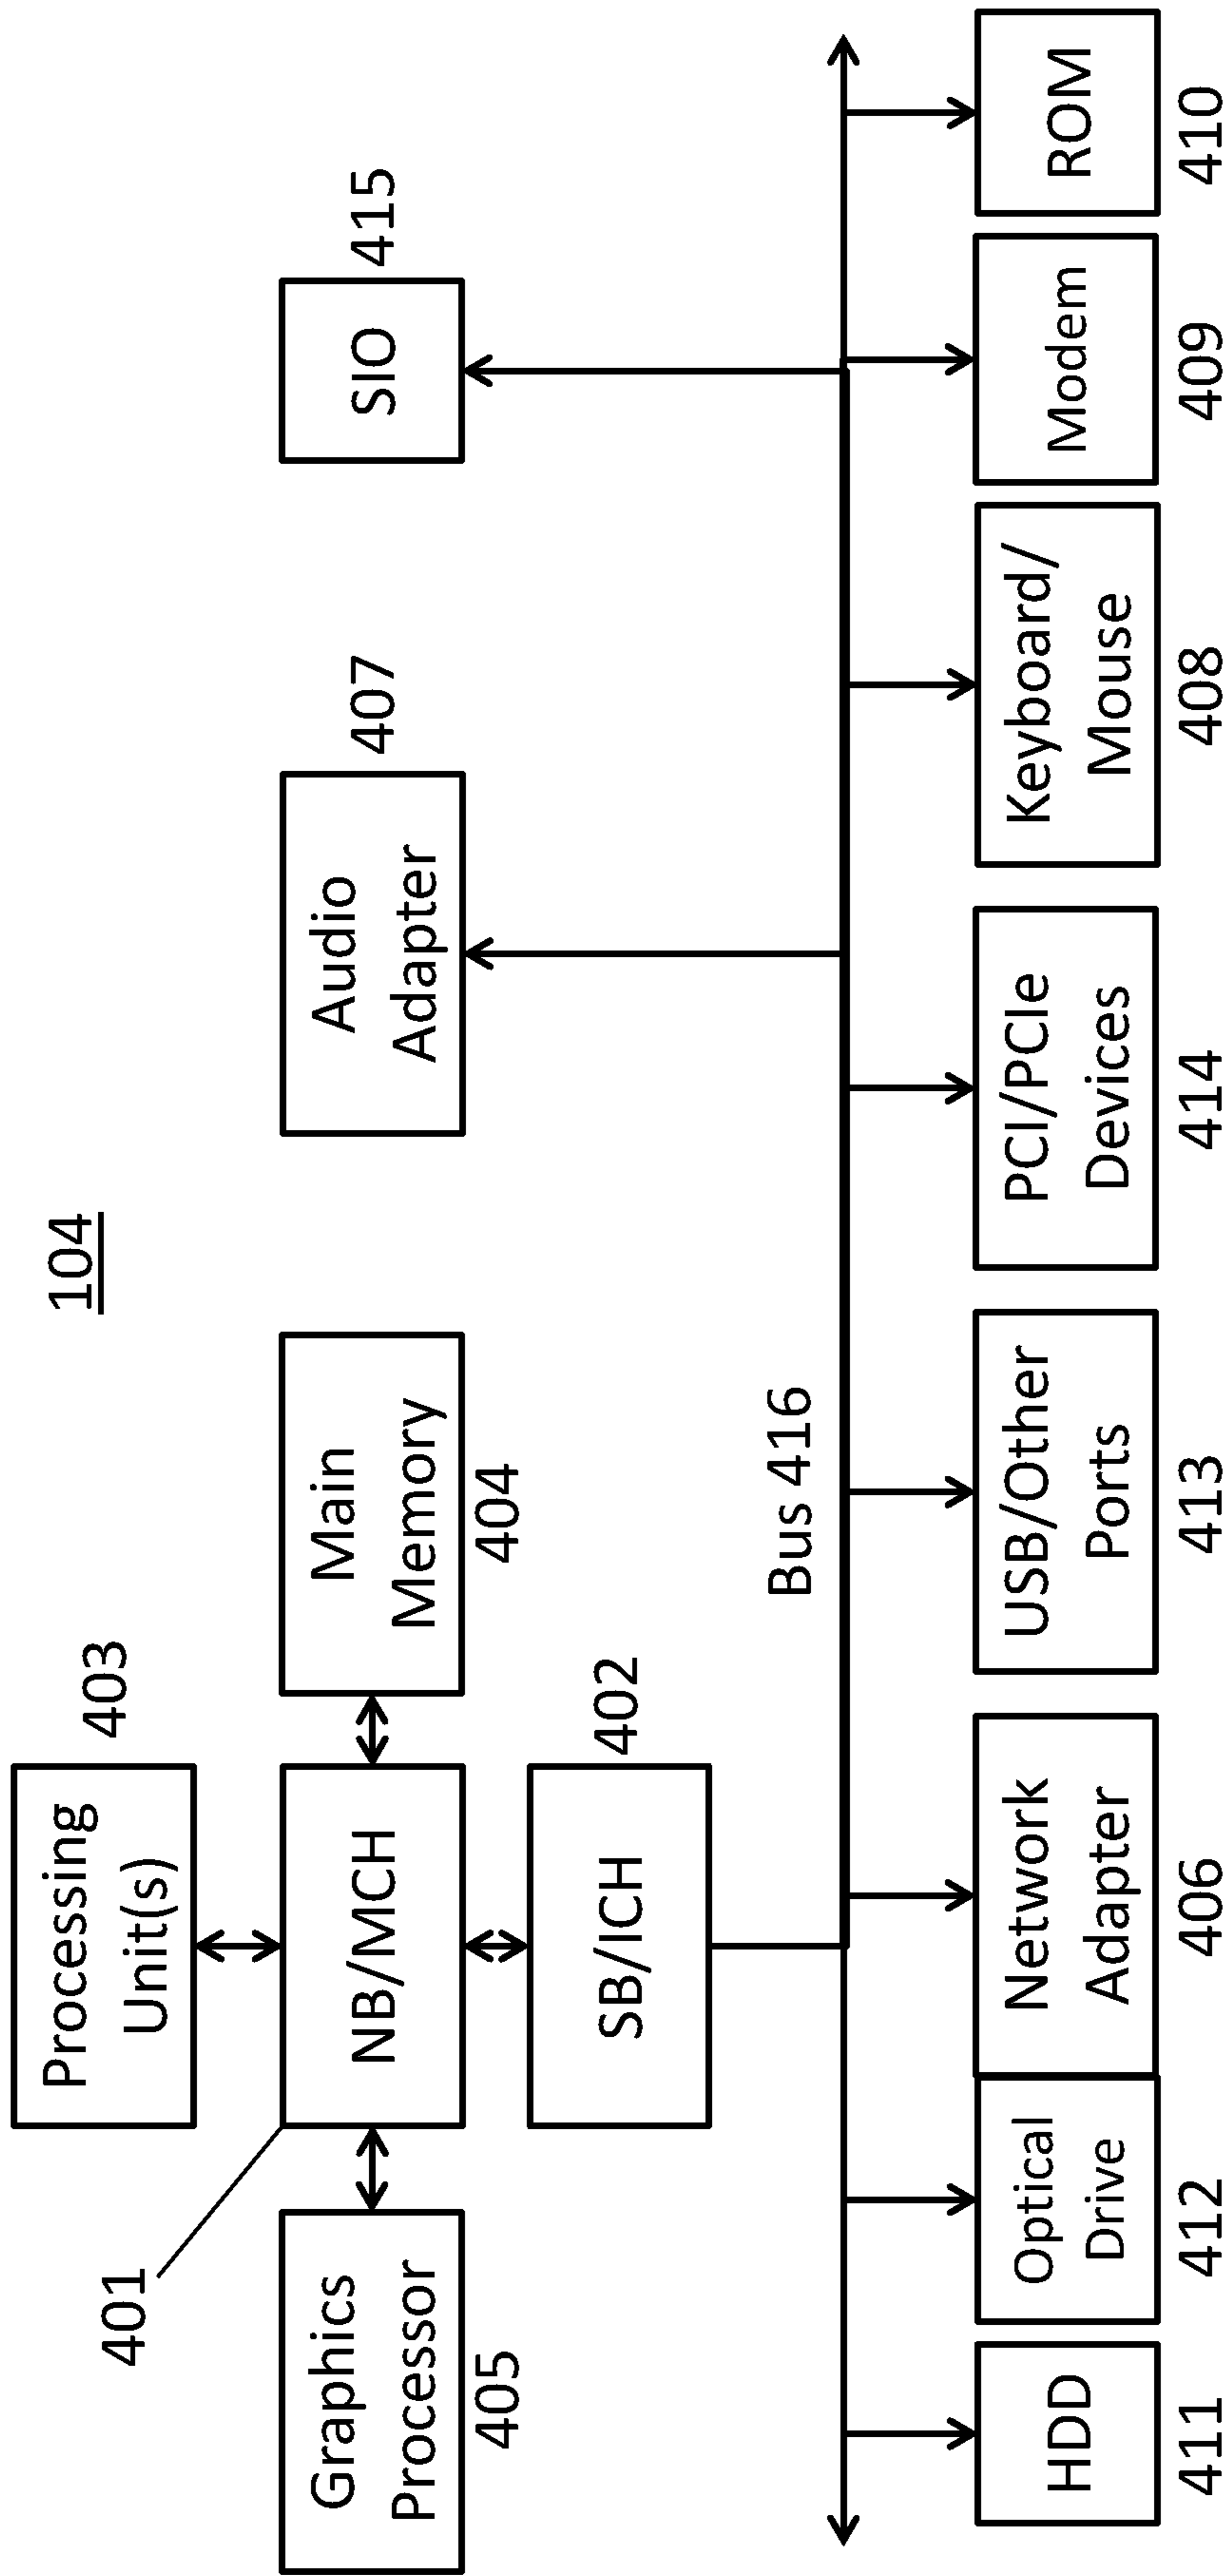 104
Processing
Unit(s)
403
401
Graphics
Processor
405
NB/MCH
Main
Memory
404
Audio
Adapter
407
SIO
415
SB/ICH
402
Bus 416
HDD
411
Optical
Drive
412
Network
Adapter
406
USB/Other
Ports
413
PCI/PCIe
Devices
414
Keyboard/
Mouse
408
Modem
409
ROM
410